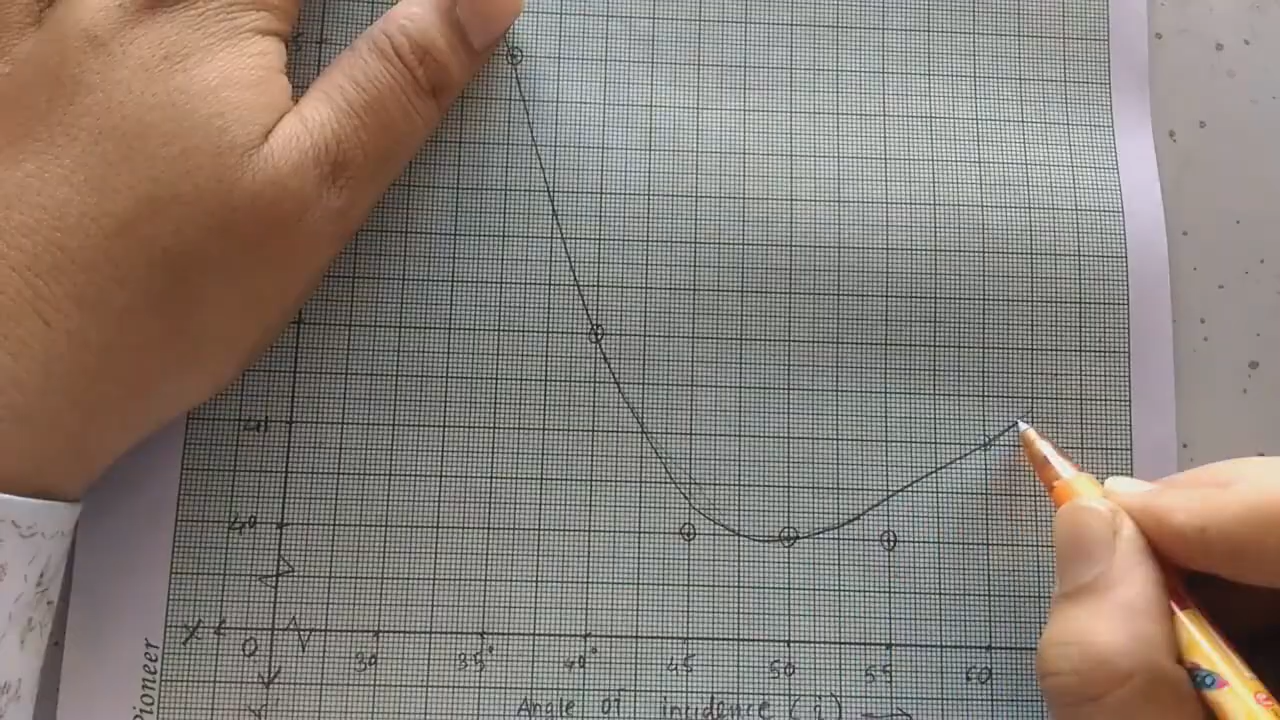 41
40
X' O 30 35° 40° 45 50 55 60
Angle of incidence (i) →
Pioneer